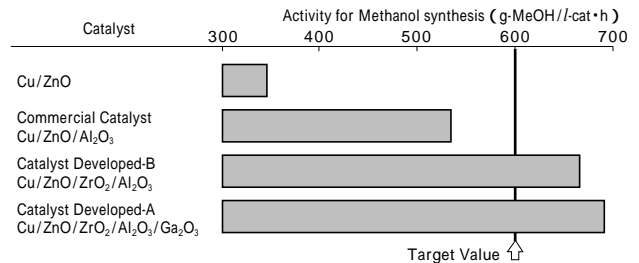 Activity for Methanol synthesis ( g-MeOH/l-cat･h )
Catalyst
300 400 500 600 700
Cu/ZnO
Commercial Catalyst
Cu/ZnO/Al₂O₃
Catalyst Developed-B
Cu/ZnO/ZrO₂/Al₂O₃
Catalyst Developed-A
Cu/ZnO/ZrO₂/Al₂O₃/Ga₂O₃
Target Value